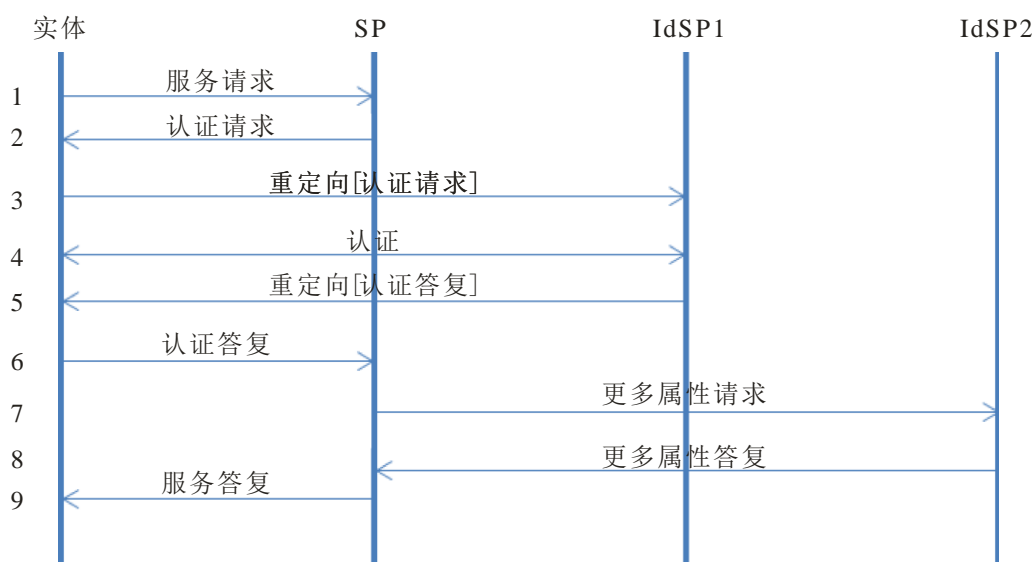 实体 SP IdSP1 IdSP2
1 服务请求
2 认证请求
3 重定向[认证请求]
4 认证
5 重定向[认证答复]
6 认证答复
7 更多属性请求
8 更多属性答复
9 服务答复